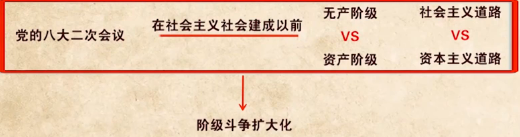 党的八大二次会议
在社会主义社会建成以前
无产阶级
VS
资产阶级
社会主义道路
VS
资本主义道路
阶级斗争扩大化